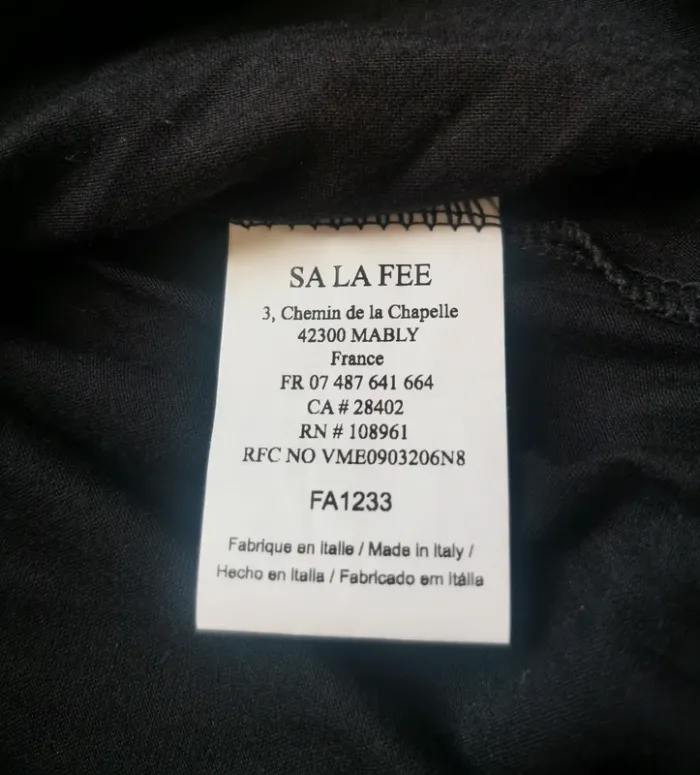 SA LA FEE
3, Chemin de la Chapelle
42300 MABLY
France
FR 07 487 641 664
CA # 28402
RN # 108961
RFC NO VME0903206N8
FA1233
Fabrique en Italie / Made in Italy /
Hecho en Italia / Fabricado em Itália